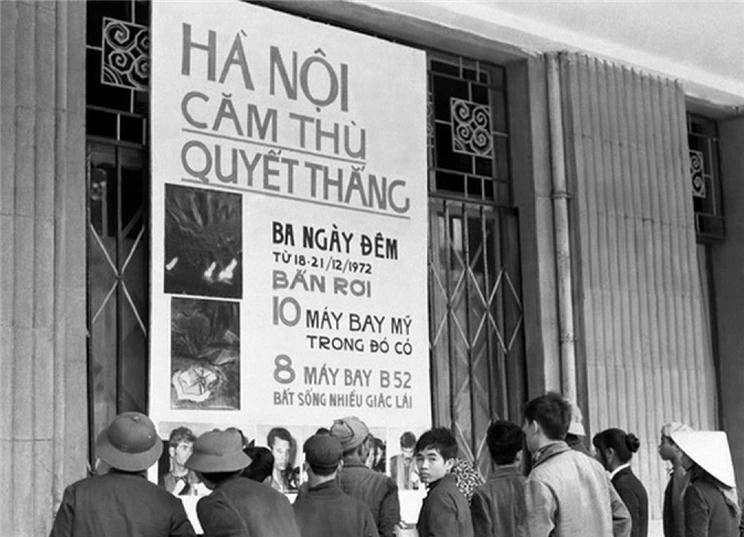 HÀ NỘI
CĂM THÙ
QUYẾT THẮNG
BA NGÀY ĐÊM
TỪ 18-21/12/1972
BẮN RƠI
10 MÁY BAY MỸ
TRONG ĐÓ CÓ
8 MÁY BAY B52
BẮT SỐNG NHIỀU GIẶC LÁI